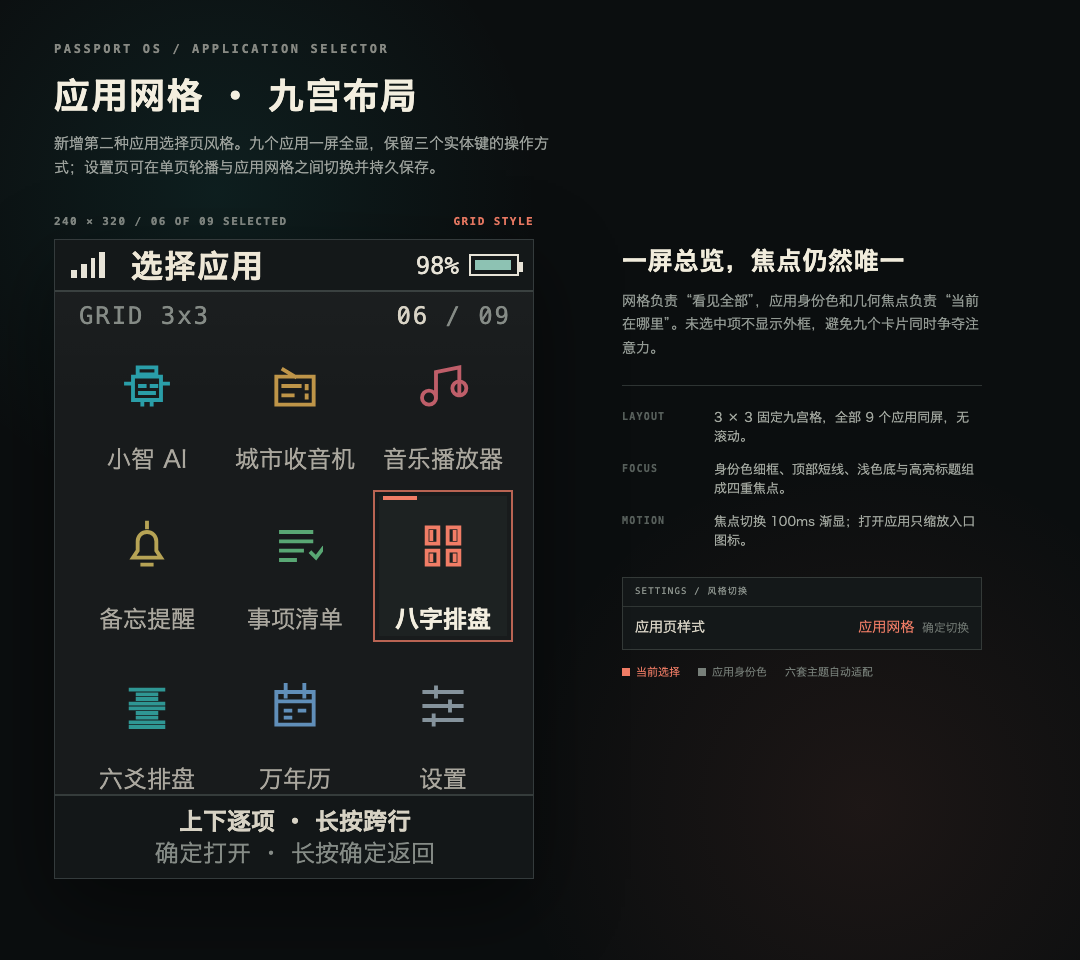 PASSPORT OS / APPLICATION SELECTOR
应用网格 · 九宫布局
新增第二种应用选择页风格。九个应用一屏全显，保留三个实体键的操作方
式；设置页可在单页轮播与应用网格之间切换并持久保存。
240 × 320 / 06 OF 09 SELECTED
GRID STYLE
选择应用
98%
GRID 3x3
06 / 09
小智 AI
城市收音机
音乐播放器
备忘提醒
事项清单
八字排盘
六爻排盘
万年历
设置
上下逐项 · 长按跨行
确定打开 · 长按确定返回
一屏总览，焦点仍然唯一
网格负责“看见全部”，应用身份色和几何焦点负责“当前
在哪里”。未选中项不显示外框，避免九个卡片同时争夺注
意力。
LAYOUT
3 × 3 固定九宫格，全部 9 个应用同屏，无
滚动。
FOCUS
身份色细框、顶部短线、浅色底与高亮标题组
成四重焦点。
MOTION
焦点切换 100ms 渐显；打开应用只缩放入口
图标。
SETTINGS / 风格切换
应用页样式
应用网格 确定切换
当前选择
应用身份色
六套主题自动适配